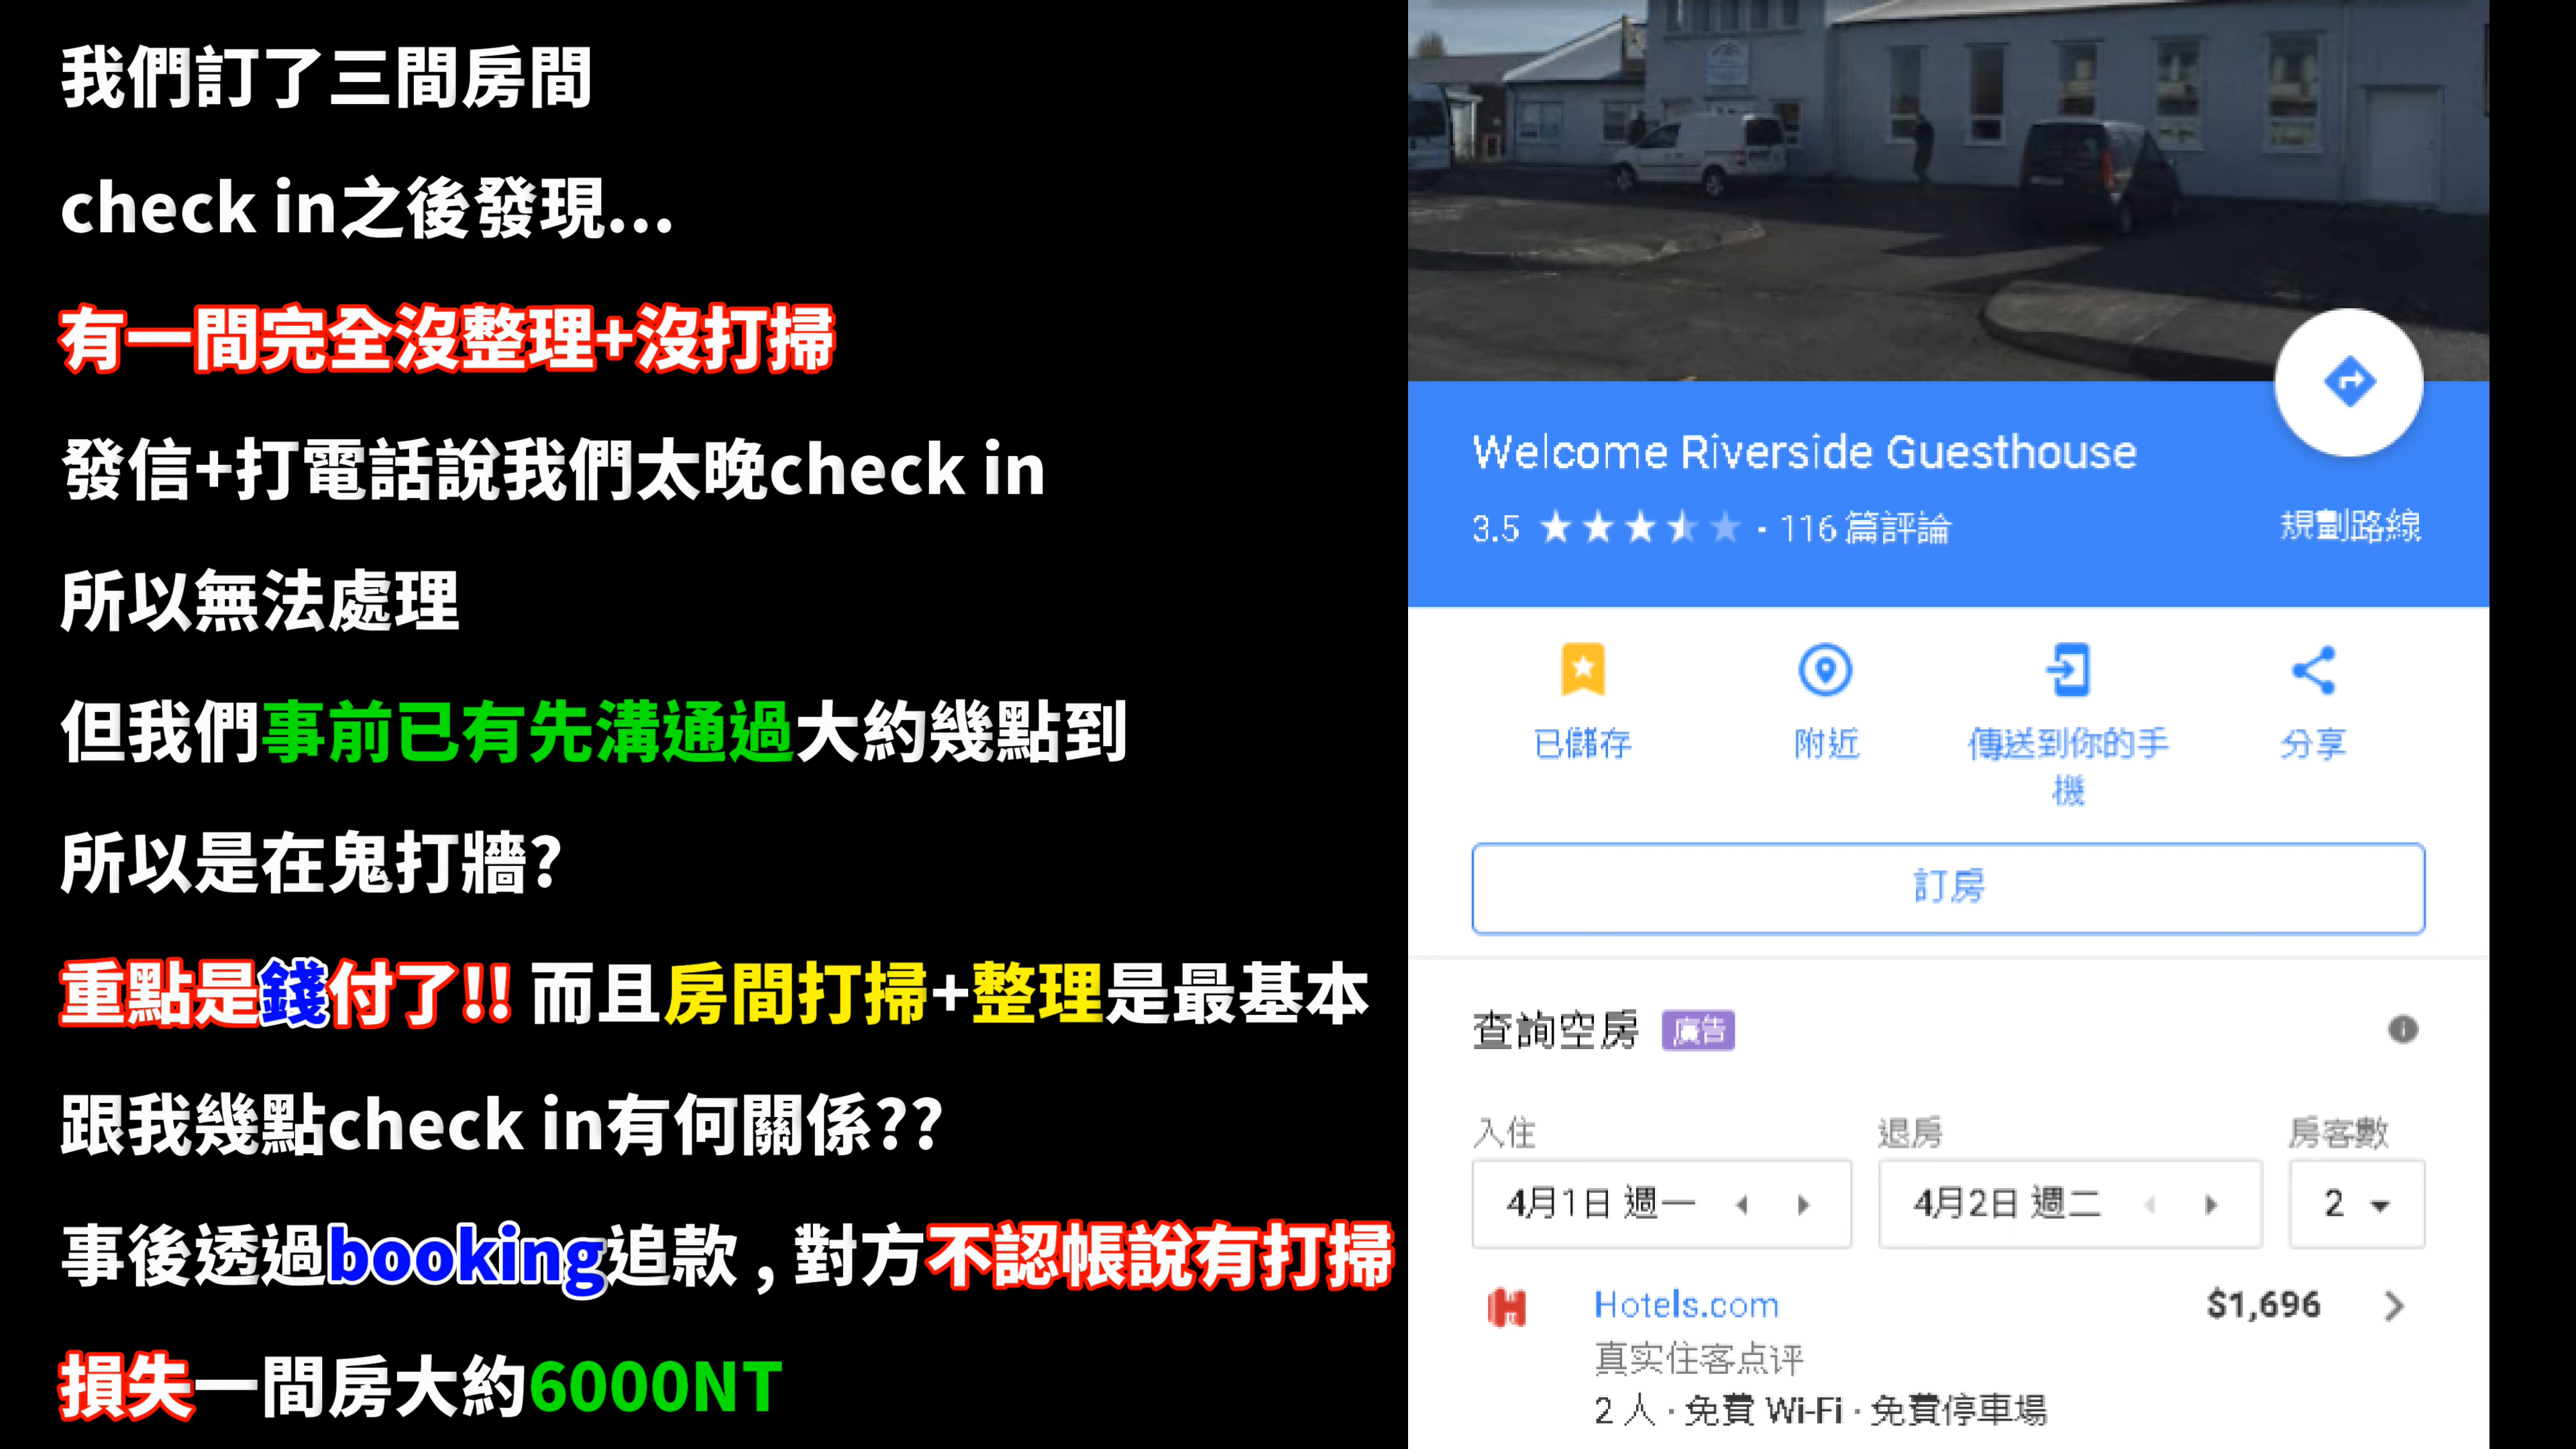 我們訂了三間房間
check in之後發現...
有一間完全沒整理+沒打掃
發信+打電話說我們太晚check in
所以無法處理
但我們事前已有先溝通過大約幾點到
所以是在鬼打牆?
重點是錢付了!! 而且房間打掃+整理是最基本
跟我幾點check in有何關係??
事後透過booking追款 , 對方不認帳說有打掃
損失一間房大約6000NT
Welcome Riverside Guesthouse
3.5 ★★★★★ · 116 篇評論
規劃路線
已儲存 附近 傳送到你的手機 分享
訂房
查詢空房 廣告
入住 退房 房客數
4月1日 週一 4月2日 週二 2
Hotels.com $1,696
真实住客点评
2 人 · 免費 Wi-Fi · 免費停車場